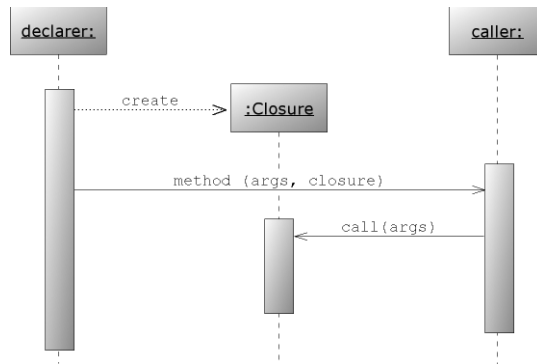 declarer:
caller:
create
:Closure
method (args, closure)
call(args)